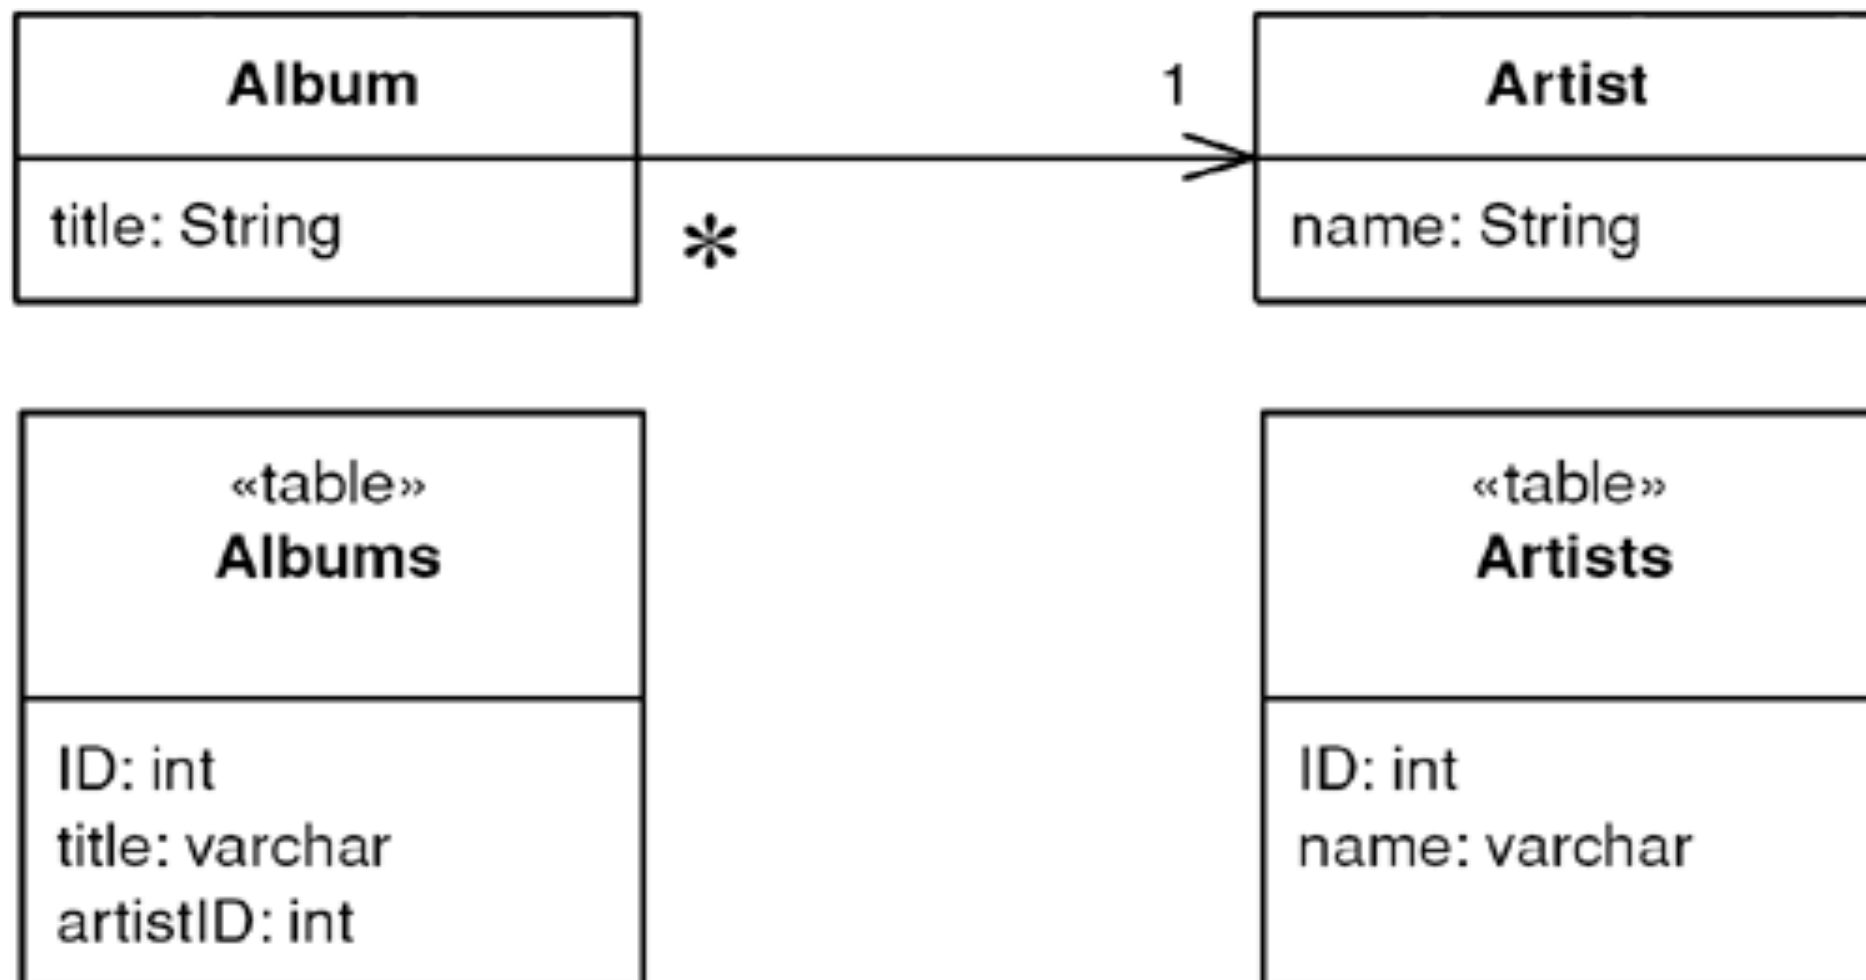 Album
1
Artist
title: String
*
name: String
«table»
Albums
«table»
Artists
ID: int
title: varchar
artistID: int
ID: int
name: varchar